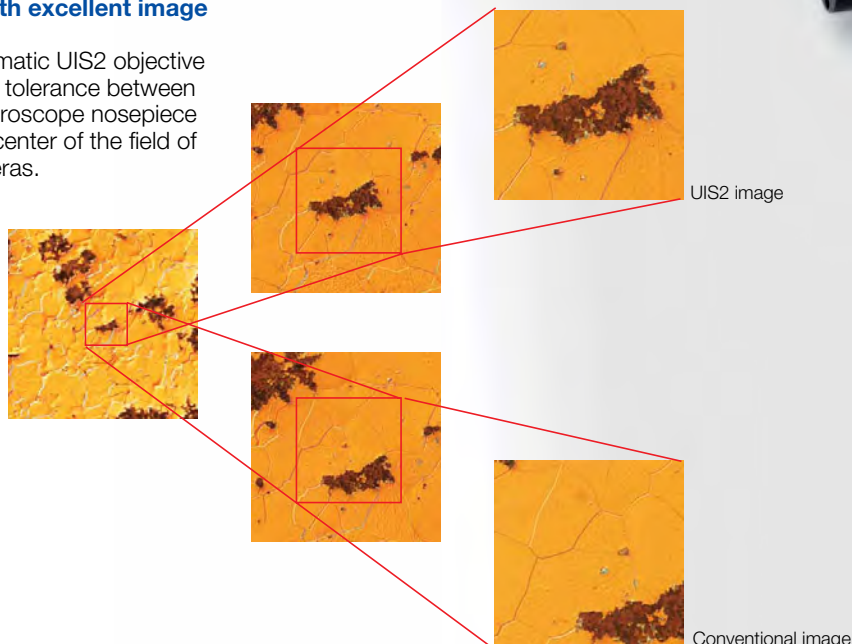 th excellent image
matic UIS2 objective
tolerance between
roscope nosepiece
center of the field of
eras.
UIS2 image
Conventional image